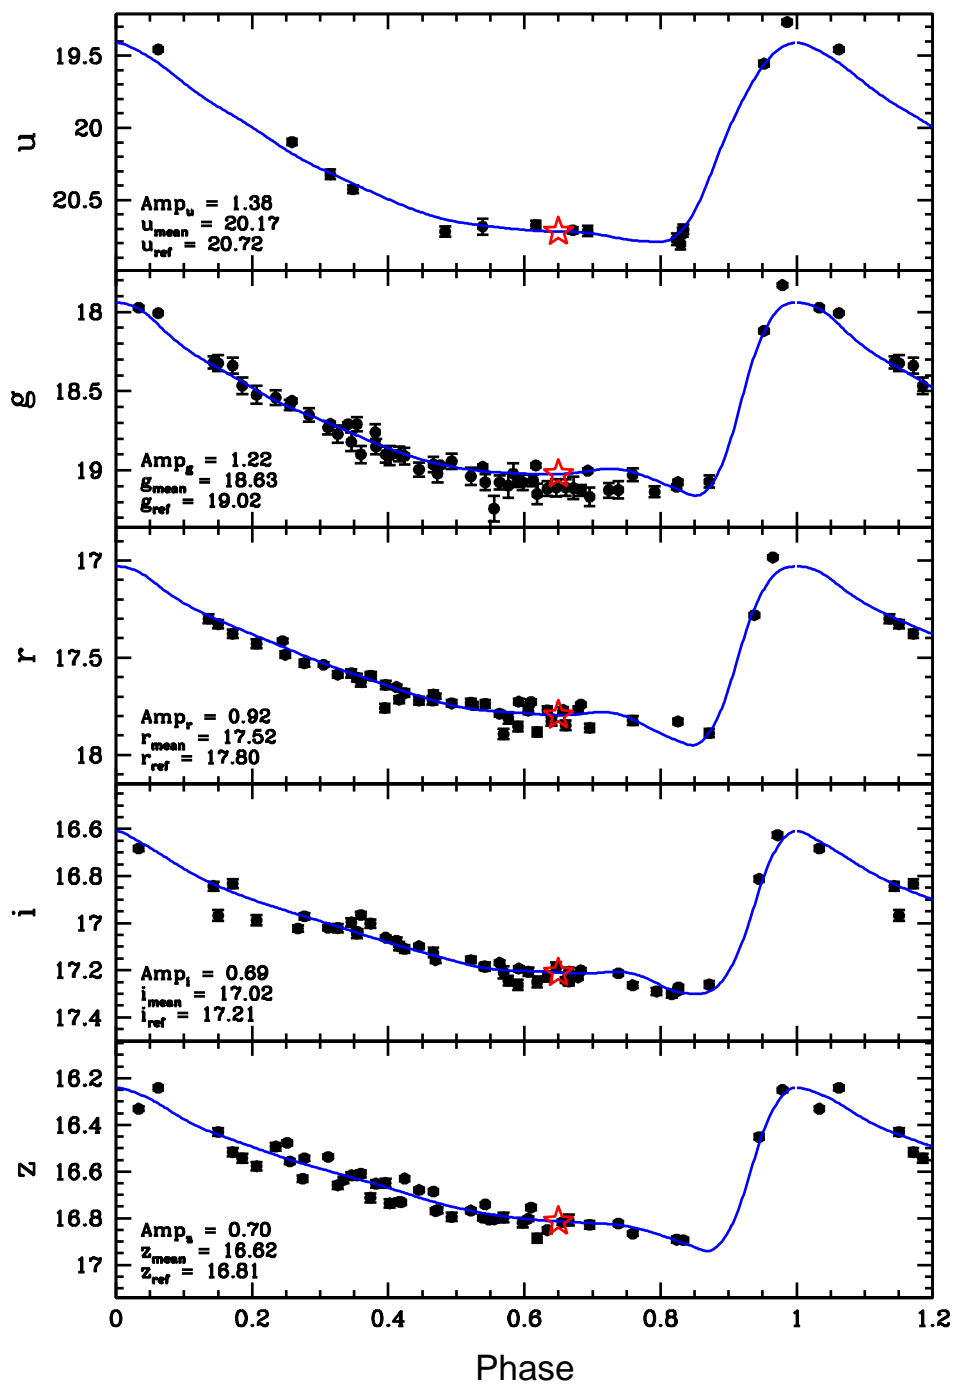 u
19.5
20
20.5
Amp_u = 1.38
u_mean = 20.17
u_ref = 20.72
g
18
18.5
19
Amp_g = 1.22
g_mean = 18.63
g_ref = 19.02
r
17
17.5
18
Amp_r = 0.92
r_mean = 17.52
r_ref = 17.80
i
16.6
16.8
17
17.2
17.4
Amp_i = 0.69
i_mean = 17.02
i_ref = 17.21
z
16.2
16.4
16.6
16.8
17
Amp_z = 0.70
z_mean = 16.62
z_ref = 16.81
0 0.2 0.4 0.6 0.8 1 1.2
Phase